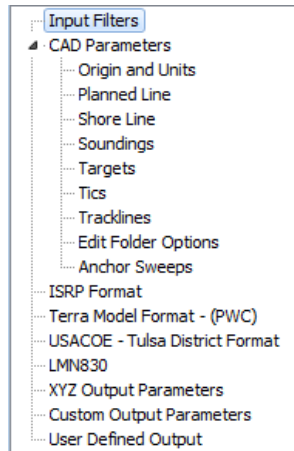 Input Filters
CAD Parameters
Origin and Units
Planned Line
Shore Line
Soundings
Targets
Tics
Tracklines
Edit Folder Options
Anchor Sweeps
ISRP Format
Terra Model Format - (PWC)
USACOE - Tulsa District Format
LMN830
XYZ Output Parameters
Custom Output Parameters
User Defined Output